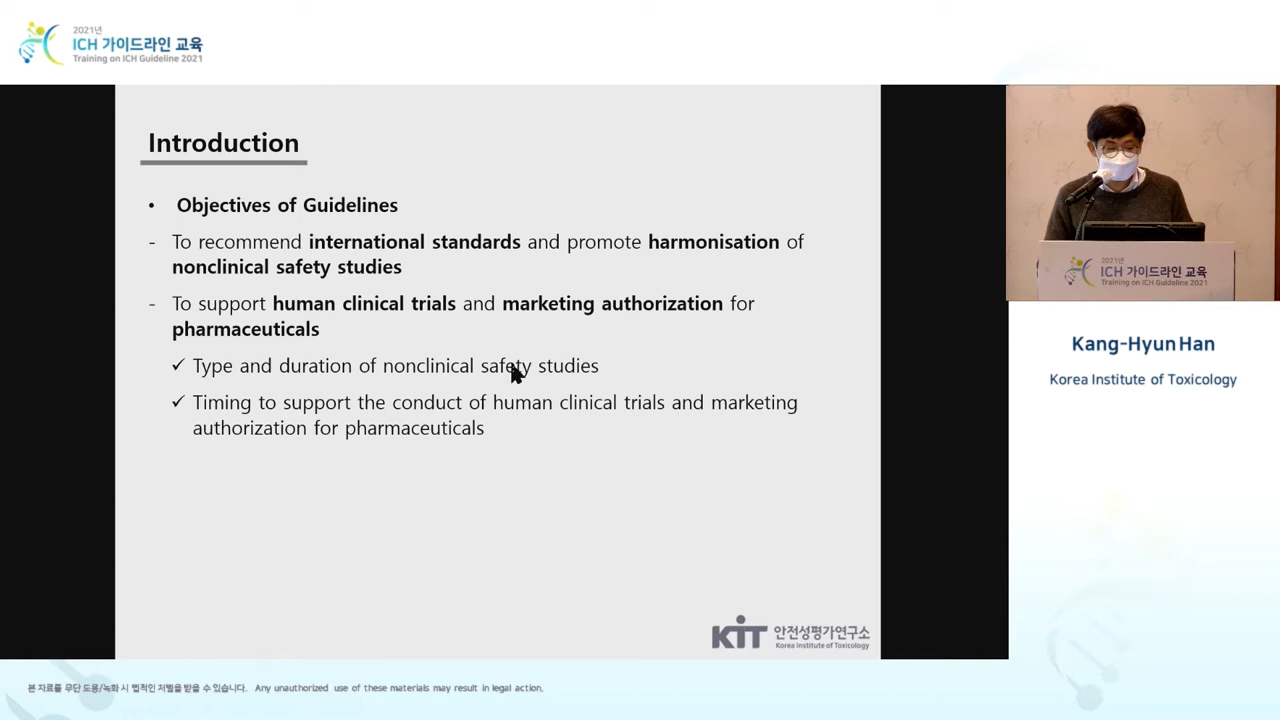 2021년
ICH 가이드라인 교육
Training on ICH Guideline 2021
Introduction
• Objectives of Guidelines
- To recommend international standards and promote harmonisation of
nonclinical safety studies
- To support human clinical trials and marketing authorization for
pharmaceuticals
✓ Type and duration of nonclinical safety studies
✓ Timing to support the conduct of human clinical trials and marketing
authorization for pharmaceuticals
KIT 안전성평가연구소
Korea Institute of Toxicology
2021년
ICH 가이드라인 교육
Training on ICH Guideline 2021
Kang-Hyun Han
Korea Institute of Toxicology
본 자료를 무단 도용/녹화 시 법적인 처벌을 받을 수 있습니다. Any unauthorized use of these materials may result in legal action.